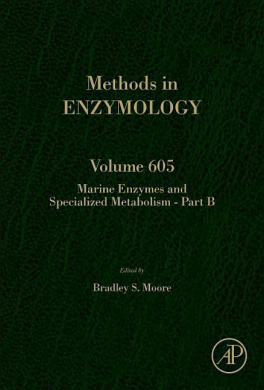 Methods in
ENZYMOLOGY
Volume 605
Marine Enzymes and
Specialized Metabolism - Part B
Edited by
Bradley S. Moore
AP